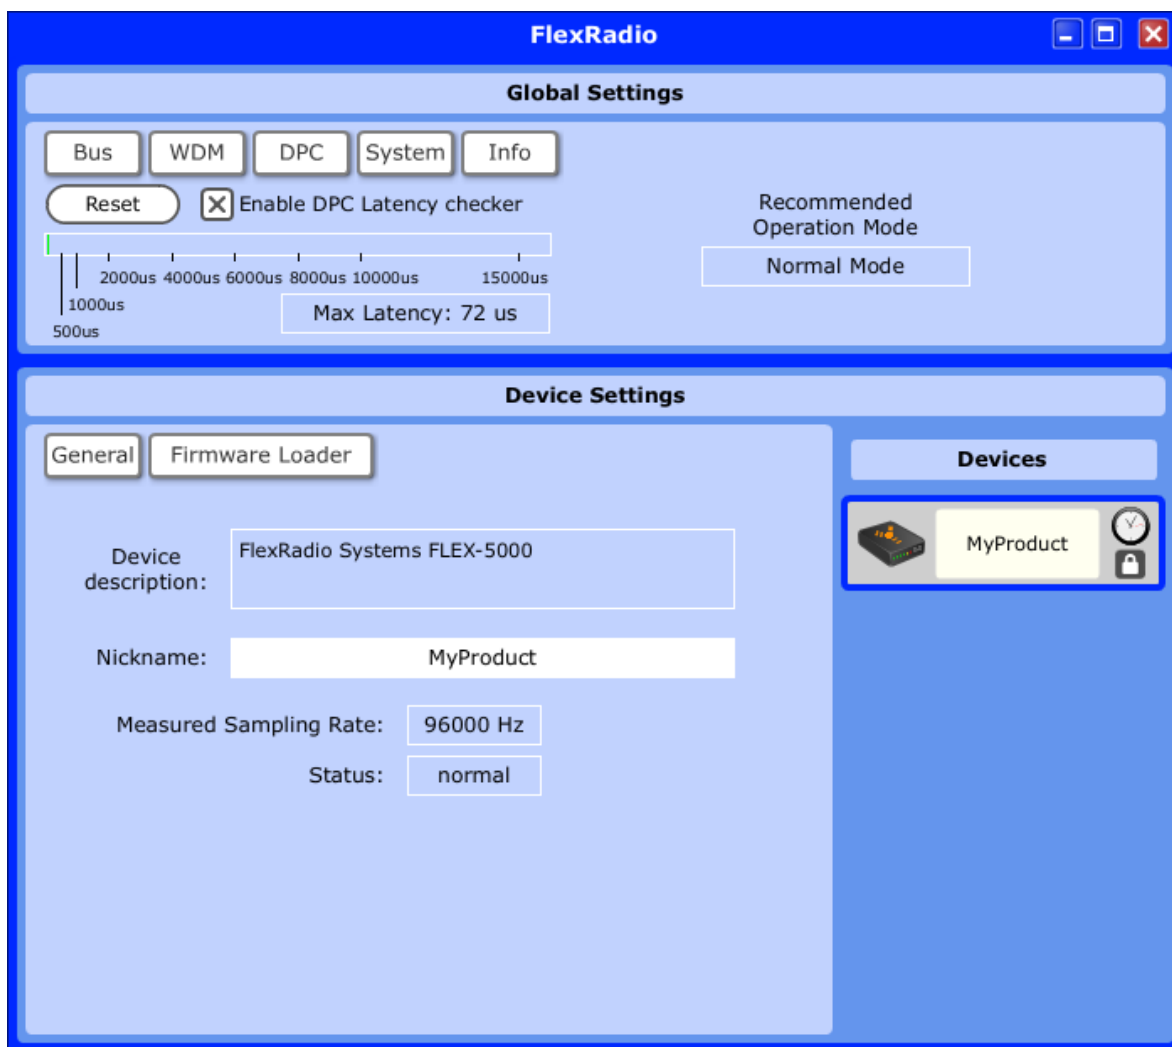 FlexRadio
Global Settings
Bus WDM DPC System Info
Reset Enable DPC Latency checker
Recommended
Operation Mode
Normal Mode
2000us 4000us 6000us 8000us 10000us 15000us
1000us
500us
Max Latency: 72 us
Device Settings
General Firmware Loader
Device
description:
FlexRadio Systems FLEX-5000
Nickname: MyProduct
Measured Sampling Rate: 96000 Hz
Status: normal
Devices
MyProduct